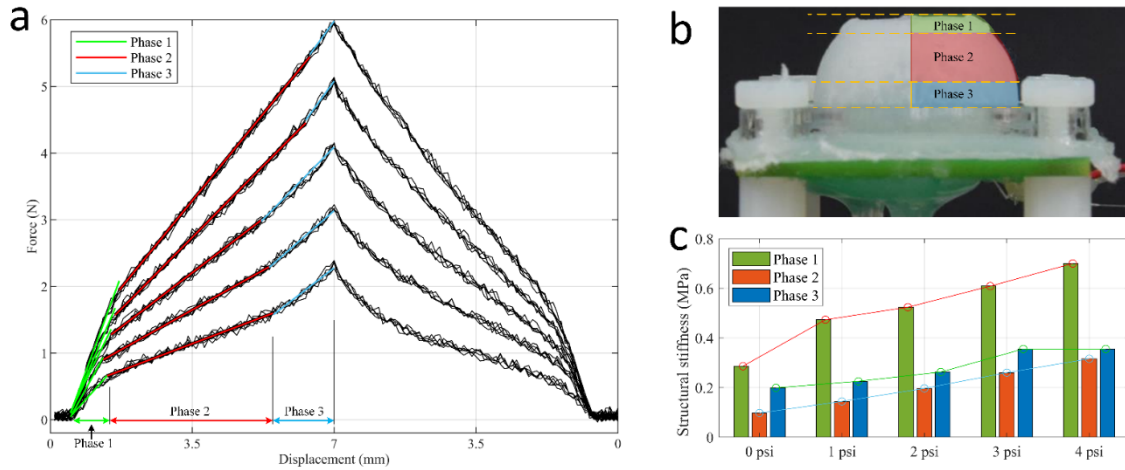 a
6
5
4
3
2
1
0
Force (N)
Phase 1
Phase 2
Phase 3
Phase 2
Phase 3
Phase 1
0
3.5
7
3.5
0
Displacement (mm)
b
Phase 1
Phase 2
Phase 3
c
0.8
0.6
0.4
0.2
0
Structural stiffness (MPa)
Phase 1
Phase 2
Phase 3
0 psi
1 psi
2 psi
3 psi
4 psi